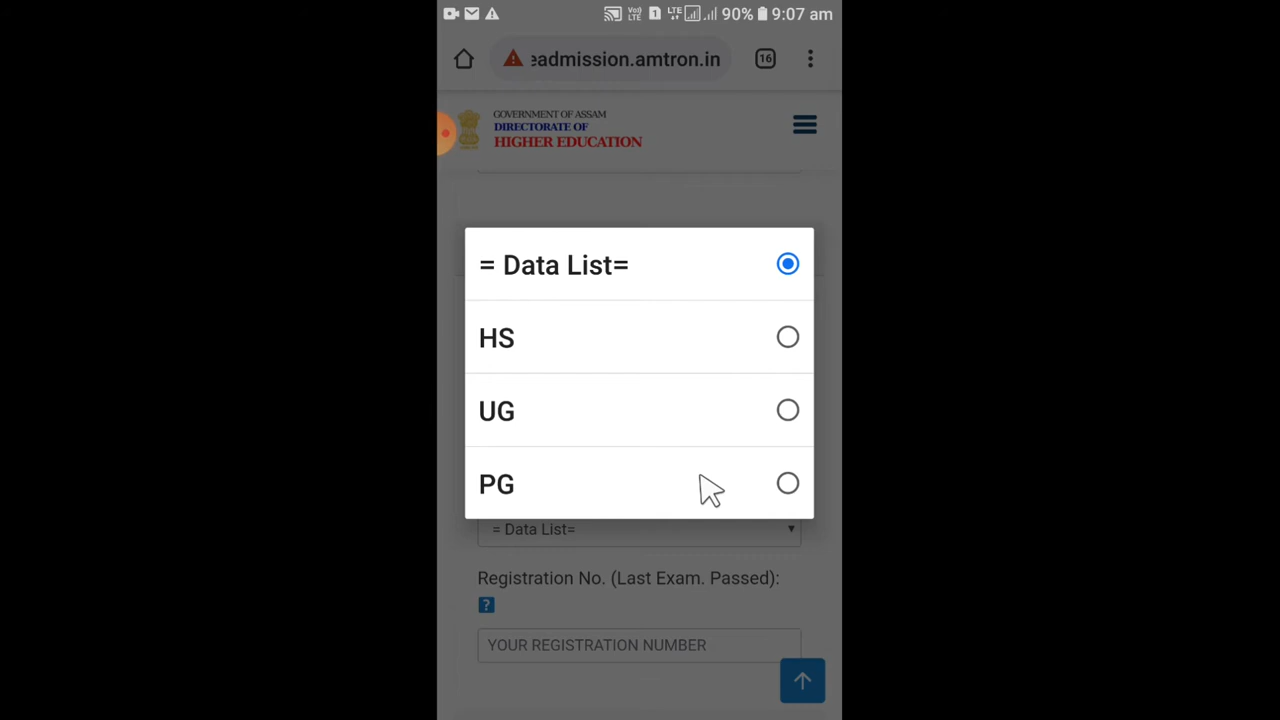 90% 9:07 am
eadmission.amtron.in 16
GOVERNMENT OF ASSAM
DIRECTORATE OF
HIGHER EDUCATION
= Data List=
HS
UG
PG
= Data List=
Registration No. (Last Exam. Passed):
?
YOUR REGISTRATION NUMBER